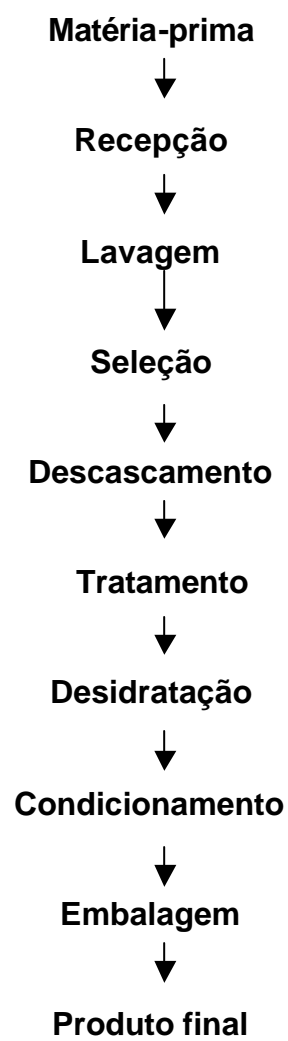 Matéria-prima
Recepção
Lavagem
Seleção
Descascamento
Tratamento
Desidratação
Condicionamento
Embalagem
Produto final